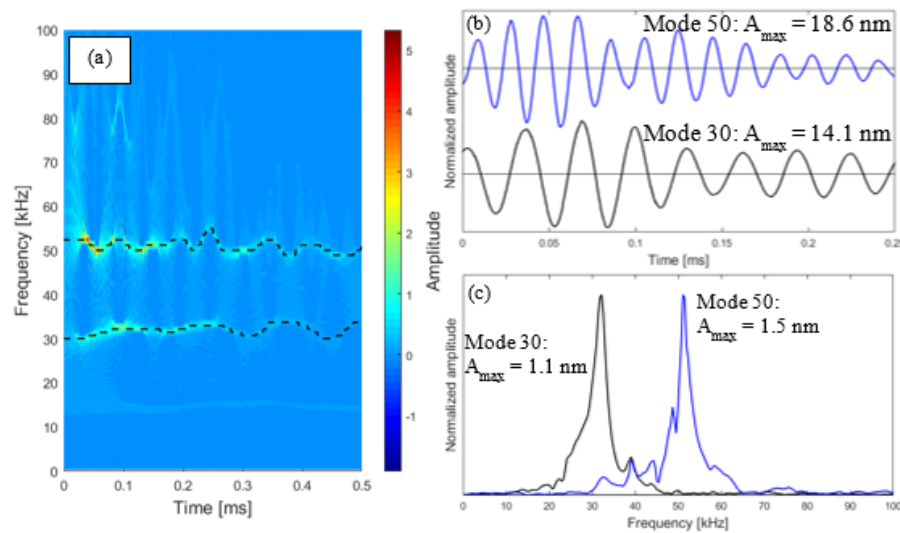 (a)
Frequency [kHz]
100
90
80
70
60
50
40
30
20
10
0
0
0.1
0.2
0.3
0.4
0.5
Time [ms]
Amplitude
5
4
3
2
1
0
-1
(b)
Mode 50: Amax = 18.6 nm
Mode 30: Amax = 14.1 nm
Normalized amplitude
0
0.05
0.1
0.15
0.2
0.25
Time [ms]
(c)
Mode 30:
Amax = 1.1 nm
Mode 50:
Amax = 1.5 nm
Normalized amplitude
0
10
20
30
40
50
60
70
80
90
100
Frequency [kHz]